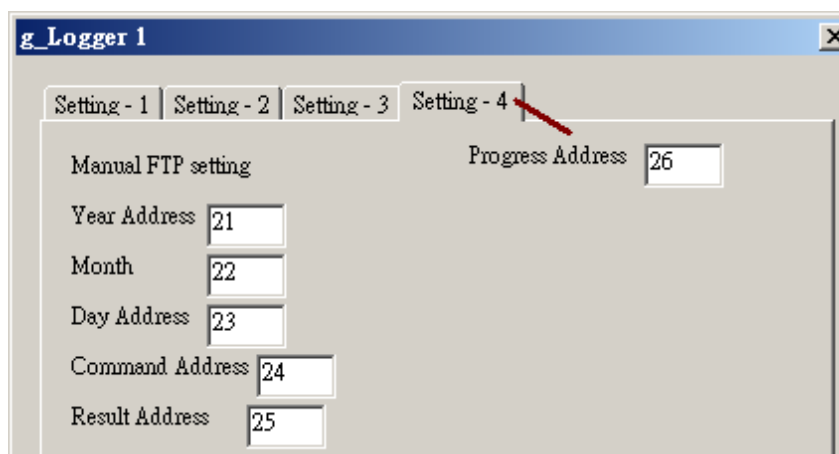 g_Logger 1
Setting - 1 Setting - 2 Setting - 3 Setting - 4
Manual FTP setting
Progress Address 26
Year Address 21
Month 22
Day Address 23
Command Address 24
Result Address 25